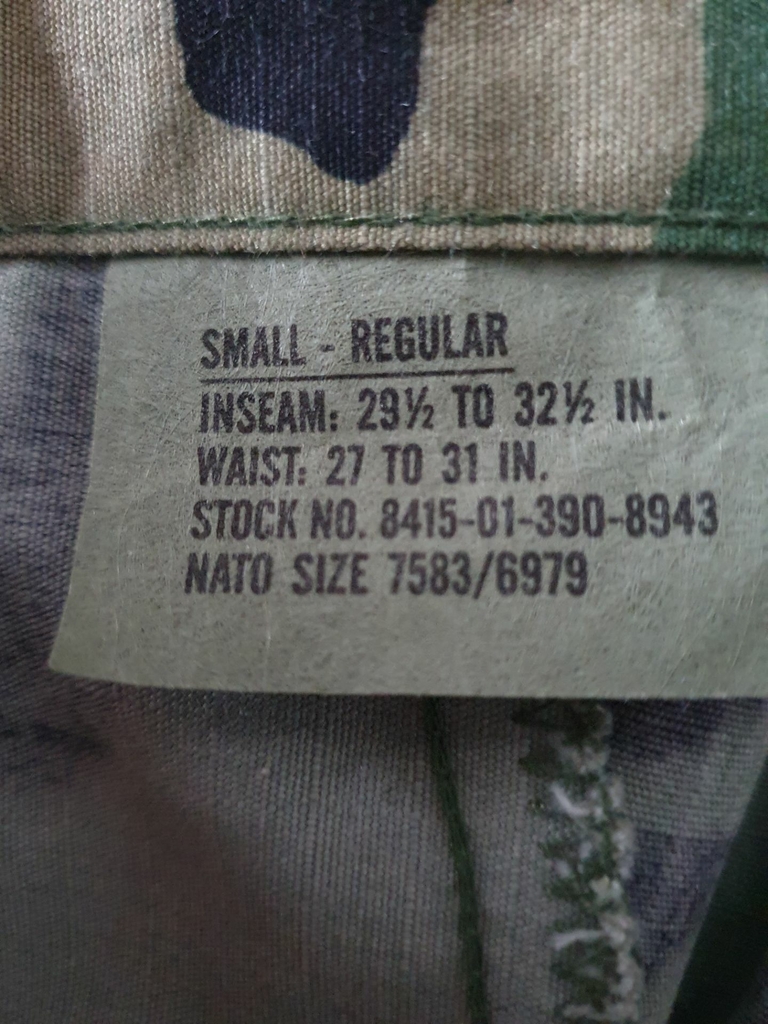 SMALL - REGULAR
INSEAM: 29½ TO 32½ IN.
WAIST: 27 TO 31 IN.
STOCK NO. 8415-01-390-8943
NATO SIZE 7583/6979